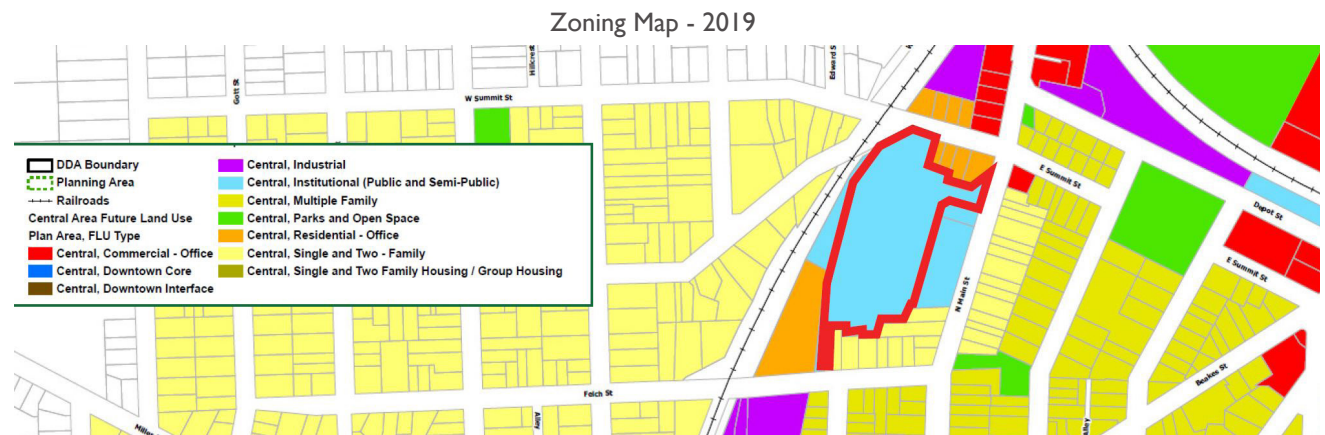 Zoning Map - 2019
Gott St
Hillcrest
Edward S
W Summit St
DDA Boundary
Planning Area
Railroads
Central Area Future Land Use
Plan Area, FLU Type
Central, Commercial - Office
Central, Downtown Core
Central, Downtown Interface
Central, Industrial
Central, Institutional (Public and Semi-Public)
Central, Multiple Family
Central, Parks and Open Space
Central, Residential - Office
Central, Single and Two - Family
Central, Single and Two Family Housing / Group Housing
E Summit St
Depot St
E Summit St
N Main St
Beakes St
Felch St
Miller
Alley
Alley